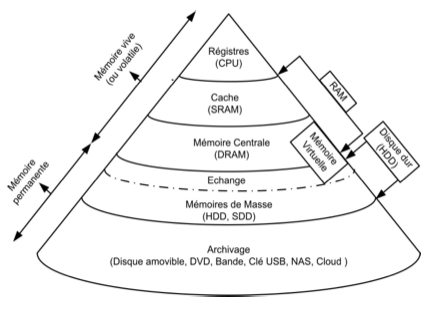 Régistres
(CPU)
Cache
(SRAM)
Mémoire Centrale
(DRAM)
Echange
Mémoires de Masse
(HDD, SDD)
Archivage
(Disque amovible, DVD, Bande, Clé USB, NAS, Cloud )
Mémoire vive
(ou volatile)
Mémoire
permanente
RAM
Mémoire
Virtuelle
Disque dur
(HDD)